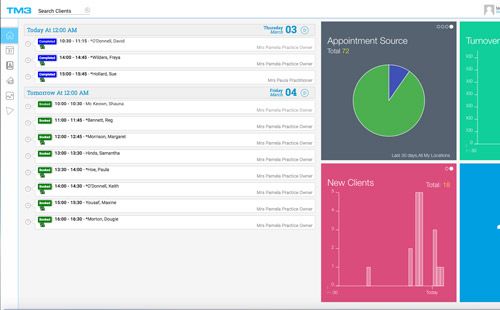 TM3 Search Clients
Today At 12:00 AM
Thursday
March
03
Completed
10:30 - 11:15 - *ODonnell, David
Mrs Pamela Practice Owner
Completed
14:00 - 14:45 - *Wilders, Freya
Mrs Pamela Practice Owner
Completed
15:00 - 15:45 - *Hollard, Sue
Mrs Paula Practitioner
Tomorrow At 12:00 AM
Friday
March
04
Booked
10:00 - 10:30 - Mc Keown, Shauna
Mrs Pamela Practice Owner
Booked
11:00 - 11:45 - *Bennett, Reg
Mrs Pamela Practice Owner
Booked
12:00 - 12:45 - *Morrison, Margaret
Mrs Pamela Practice Owner
Booked
13:00 - 13:30 - Hinds, Samantha
Mrs Pamela Practice Owner
Booked
13:30 - 14:00 - *Hoe, Paula
Mrs Pamela Practice Owner
Booked
14:00 - 14:30 - *O'Donnell, Keith
Mrs Pamela Practice Owner
Booked
15:00 - 15:30 - Yousaf, Maxine
Mrs Pamela Practice Owner
Booked
16:00 - 16:30 - *Morton, Dougie
Mrs Pamela Practice Owner
Appointment Source
Total 72
Last 30 days,All My Locations
New Clients
Total: 18
5
4
3
2
1
0
-30
Today
Turnover
-30